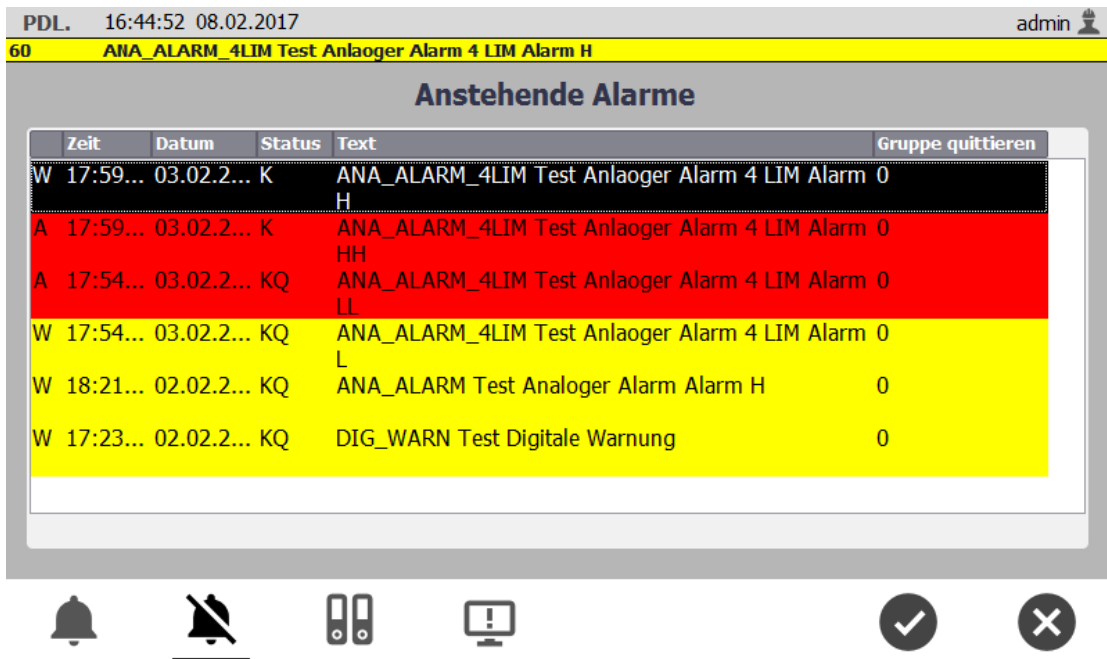 PDL. 16:44:52 08.02.2017 admin
60 ANA_ALARM_4LIM Test Anlaoger Alarm 4 LIM Alarm H
Anstehende Alarme
Zeit Datum Status Text Gruppe quittieren
W 17:59... 03.02.2... K ANA_ALARM_4LIM Test Anlaoger Alarm 4 LIM Alarm 0
H
A 17:59... 03.02.2... K ANA_ALARM_4LIM Test Anlaoger Alarm 4 LIM Alarm 0
HH
A 17:54... 03.02.2... KQ ANA_ALARM_4LIM Test Anlaoger Alarm 4 LIM Alarm 0
LL
W 17:54... 03.02.2... KQ ANA_ALARM_4LIM Test Anlaoger Alarm 4 LIM Alarm 0
L
W 18:21... 02.02.2... KQ ANA_ALARM Test Analoger Alarm Alarm H 0
W 17:23... 02.02.2... KQ DIG_WARN Test Digitale Warnung 0